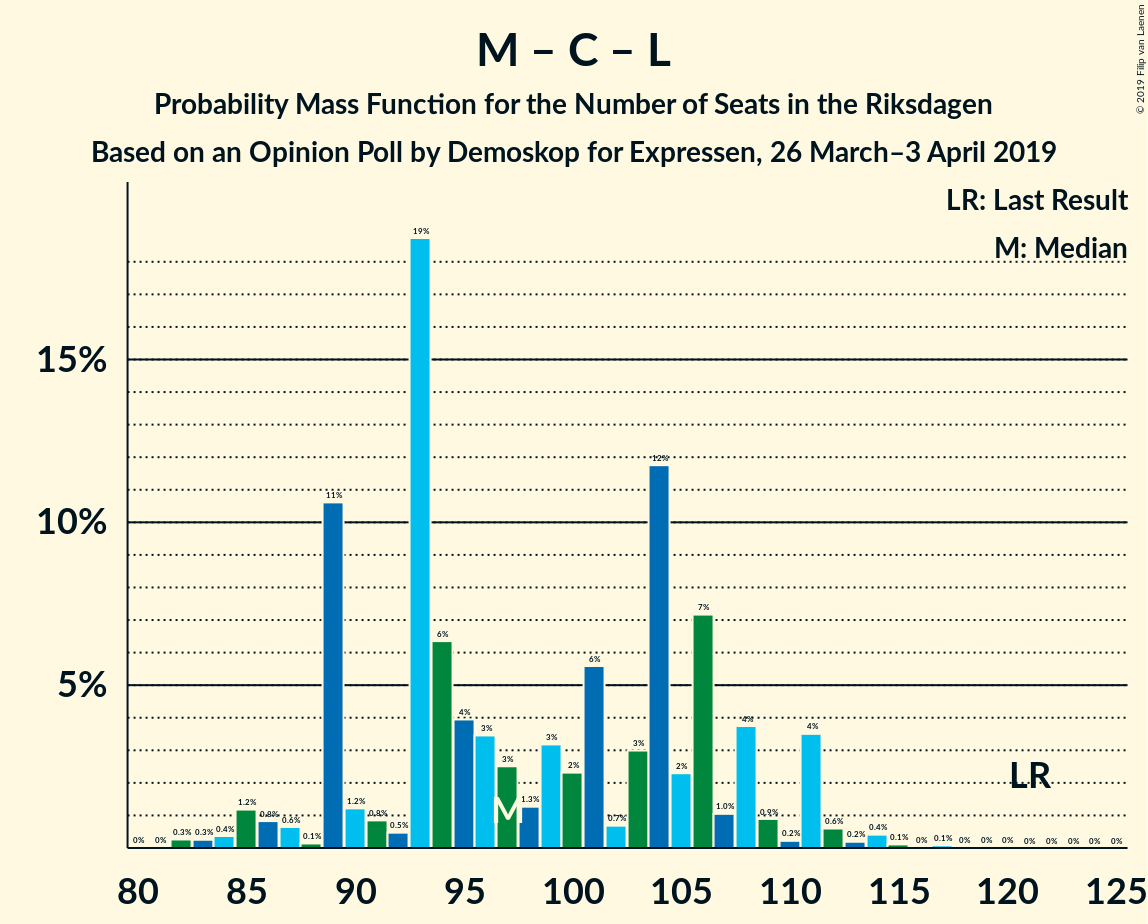 M – C – L
Probability Mass Function for the Number of Seats in the Riksdagen
Based on an Opinion Poll by Demoskop for Expressen, 26 March–3 April 2019
© 2019 Filip van Laenen
LR: Last Result
M: Median
15%
10%
5%
0% 0% 0.3% 0.3% 0.4% 1.2% 0.8% 0.6% 0.1% 11% 1.2% 0.8% 0.5% 19% 6% 4% 3% 3% 1.3% 3% 2% 6% 0.7% 3% 12% 2% 7% 1.0% 4% 0.9% 0.2% 4% 0.6% 0.2% 0.4% 0.1% 0% 0.1% 0% 0% 0% 0% 0% 0% 0% 0%
M
LR
80 85 90 95 100 105 110 115 120 125